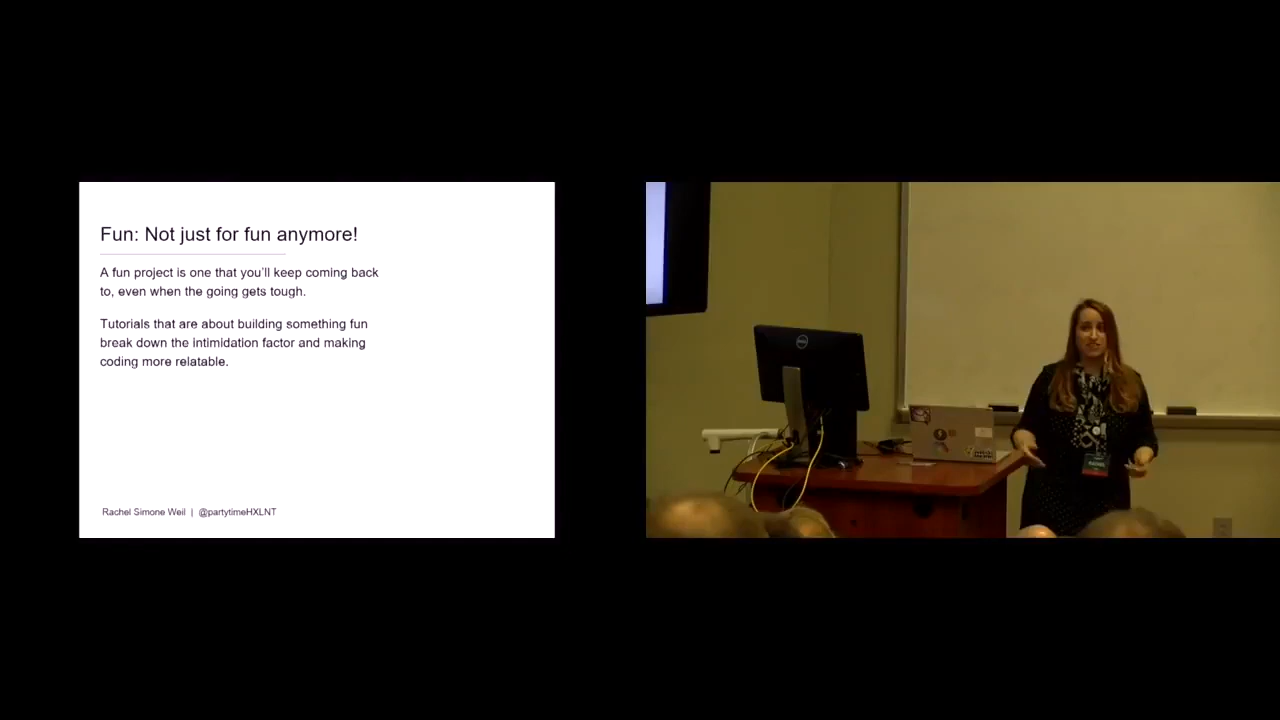 Fun: Not just for fun anymore!
A fun project is one that you'll keep coming back
to, even when the going gets tough.
Tutorials that are about building something fun
break down the intimidation factor and making
coding more relatable.
Rachel Simone Weil | @partytimeHXLNT
DELL